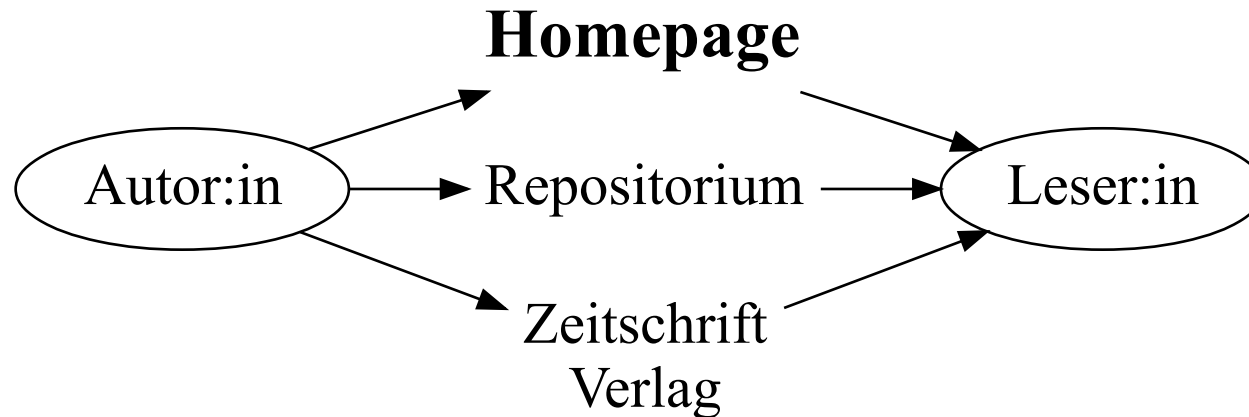 Homepage
Autor:in
Repositorium
Leser:in
Zeitschrift
Verlag